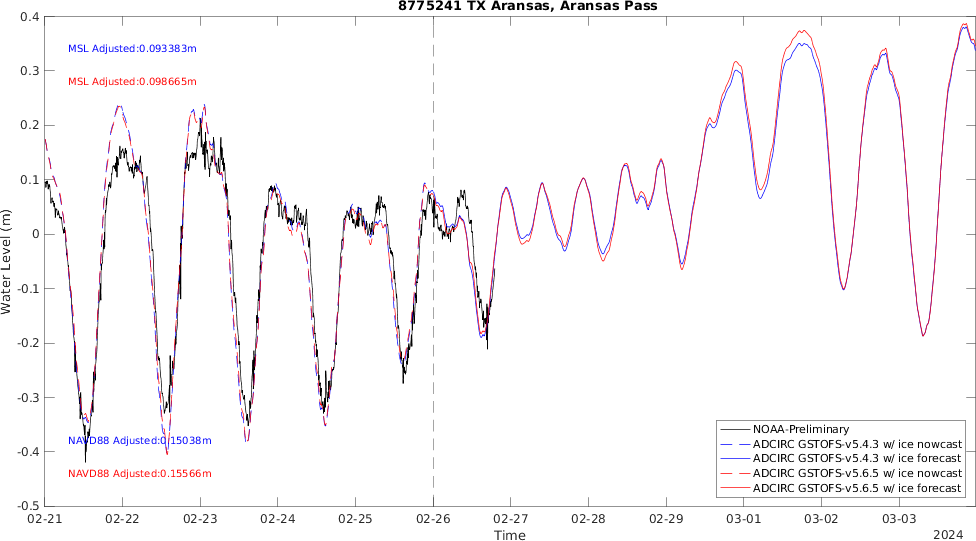 8775241 TX Aransas, Aransas Pass
0.4
0.3
0.2
0.1
0
-0.1
-0.2
-0.3
-0.4
-0.5
Water Level (m)
MSL Adjusted:0.093383m
MSL Adjusted:0.098665m
NAVD88 Adjusted:0.15038m
NAVD88 Adjusted:0.15566m
NOAA-Preliminary
ADCIRC GSTOFS-v5.4.3 w/ ice nowcast
ADCIRC GSTOFS-v5.4.3 w/ ice forecast
ADCIRC GSTOFS-v5.6.5 w/ ice nowcast
ADCIRC GSTOFS-v5.6.5 w/ ice forecast
02-21 02-22 02-23 02-24 02-25 02-26 02-27 02-28 02-29 03-01 03-02 03-03
Time
2024